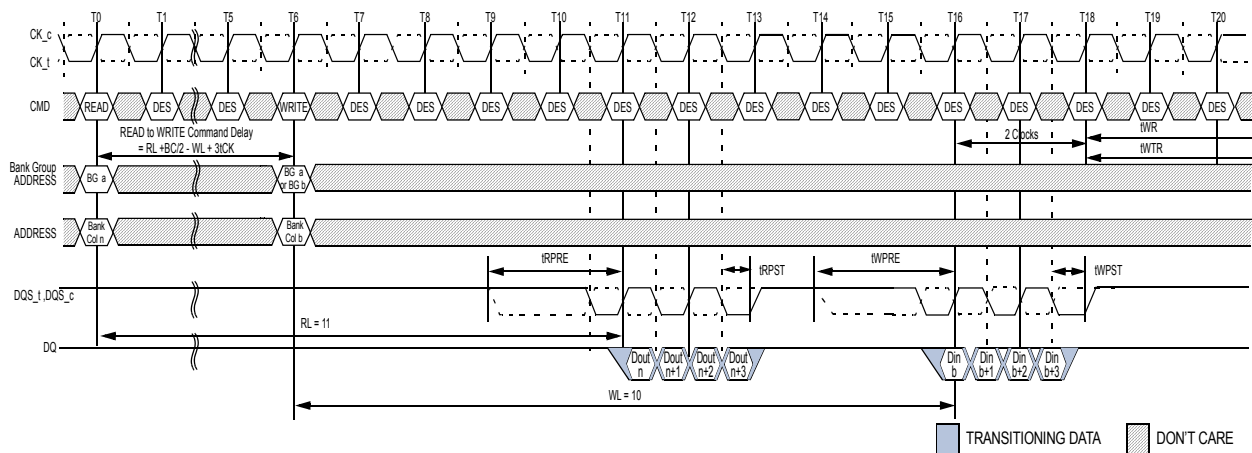 T0 T1 T5 T6 T7 T8 T9 T10 T11 T12 T13 T14 T15 T16 T17 T18 T19 T20
CK_c
CK_t
CMD READ DES DES WRITE DES DES DES DES DES DES DES DES DES DES DES DES DES DES
READ to WRITE Command Delay
= RL +BC/2 - WL + 3tCK
2 Clocks
tWR
tWTR
Bank Group
ADDRESS
BG a
BG a
or BG b
ADDRESS
Bank
Col n
Bank
Col b
tRPRE
tRPST
tWPRE
tWPST
DQS_t ,DQS_c
RL = 11
DQ
Dout
n
Dout
n+1
Dout
n+2
Dout
n+3
Din
b
Din
b+1
Din
b+2
Din
b+3
WL = 10
TRANSITIONING DATA
DON'T CARE